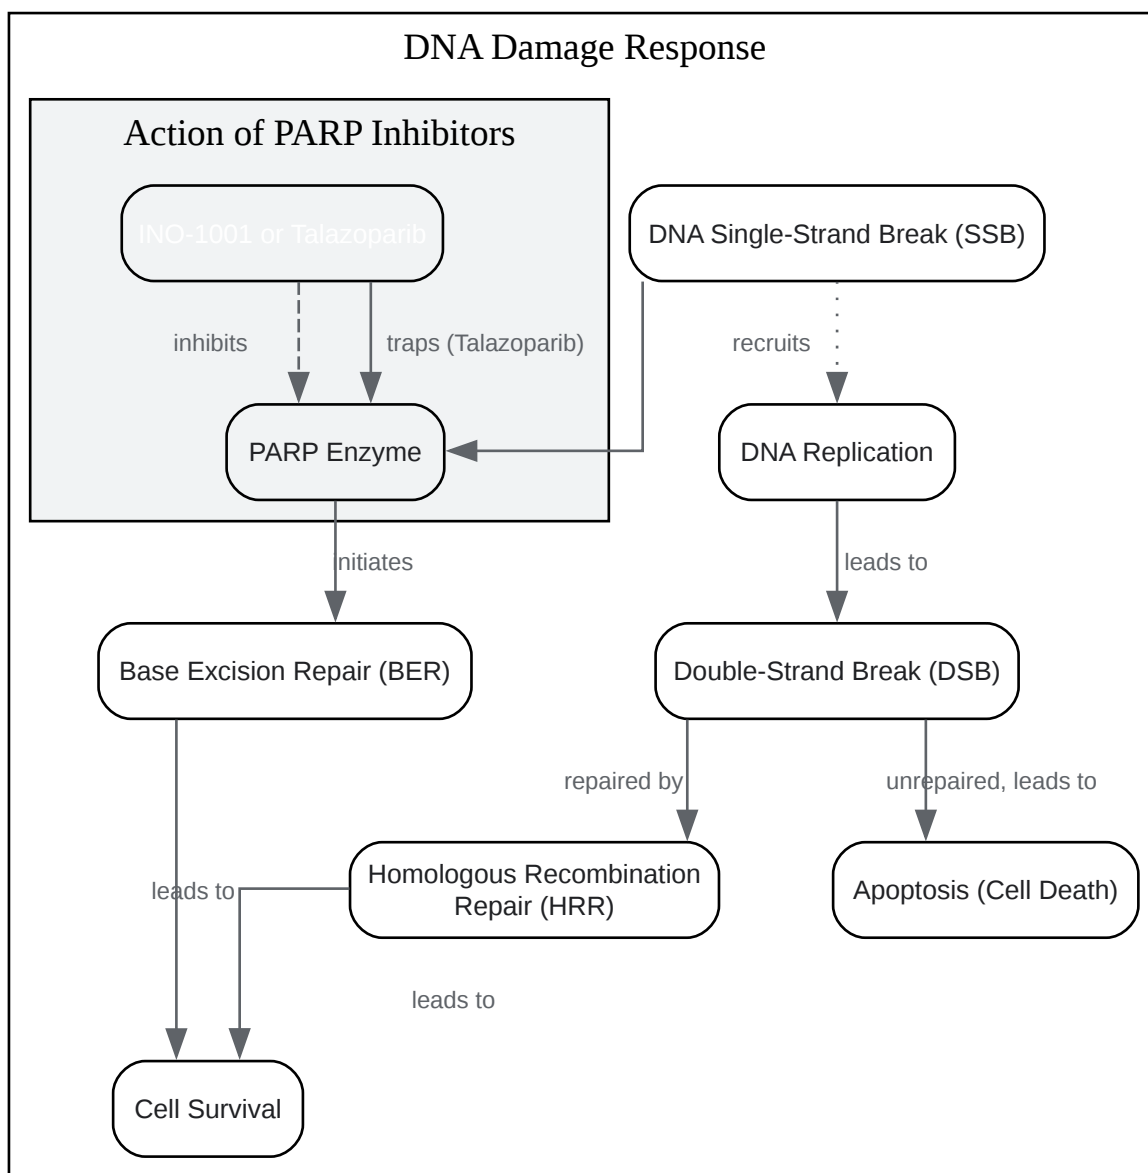 DNA Damage Response
Action of PARP Inhibitors
INO-1001 or Talazoparib
DNA Single-Strand Break (SSB)
inhibits
traps (Talazoparib)
recruits
PARP Enzyme
DNA Replication
initiates
leads to
Base Excision Repair (BER)
Double-Strand Break (DSB)
repaired by
unrepaired, leads to
leads to
Homologous Recombination
Repair (HRR)
Apoptosis (Cell Death)
leads to
Cell Survival